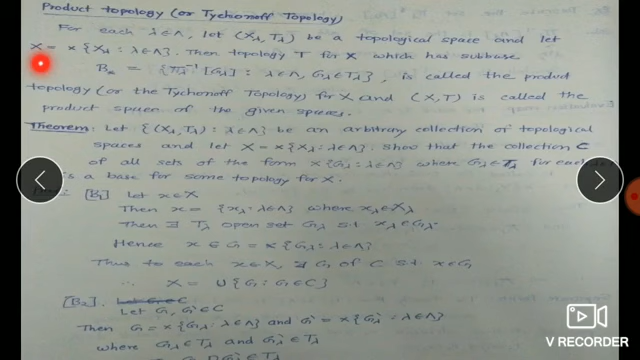 Product topology (or Tychonoff Topology)
For each λ∈Λ, let (Xλ, Tλ) be a topological space and let
X = x {Xλ : λ∈Λ}. Then topology T for X which has subbase
B* = {πλ⁻¹ [Gλ] : λ∈Λ, Gλ∈Tλ}, is called the product
topology (or the Tychonoff Topology) for X and (X,T) is called the
product space of the given spaces.
Theorem: Let {(Xλ, Tλ) : λ∈Λ} be an arbitrary collection of topological
spaces and let X = x {Xλ : λ∈Λ}. Show that the collection C
of all sets of the form x {Gλ : λ∈Λ} where Gλ∈Tλ for each
is a base for some topology for X.
[B1] Let x∈X
Then x = {xλ : λ∈Λ} where xλ∈Xλ
Then ∃ Tλ open set Gλ s.t xλ∈Gλ
Hence x ∈ G = x {Gλ : λ∈Λ}
Thus to each x∈X, ∃ G of C s.t x∈G
∴ X = U {G : G∈C}
[B2].
Let G, G'∈C
Then G = x {Gλ : λ∈Λ} and G' = x {G'λ : λ∈Λ}
where Gλ∈Tλ and G'λ∈Tλ
V RECORDER